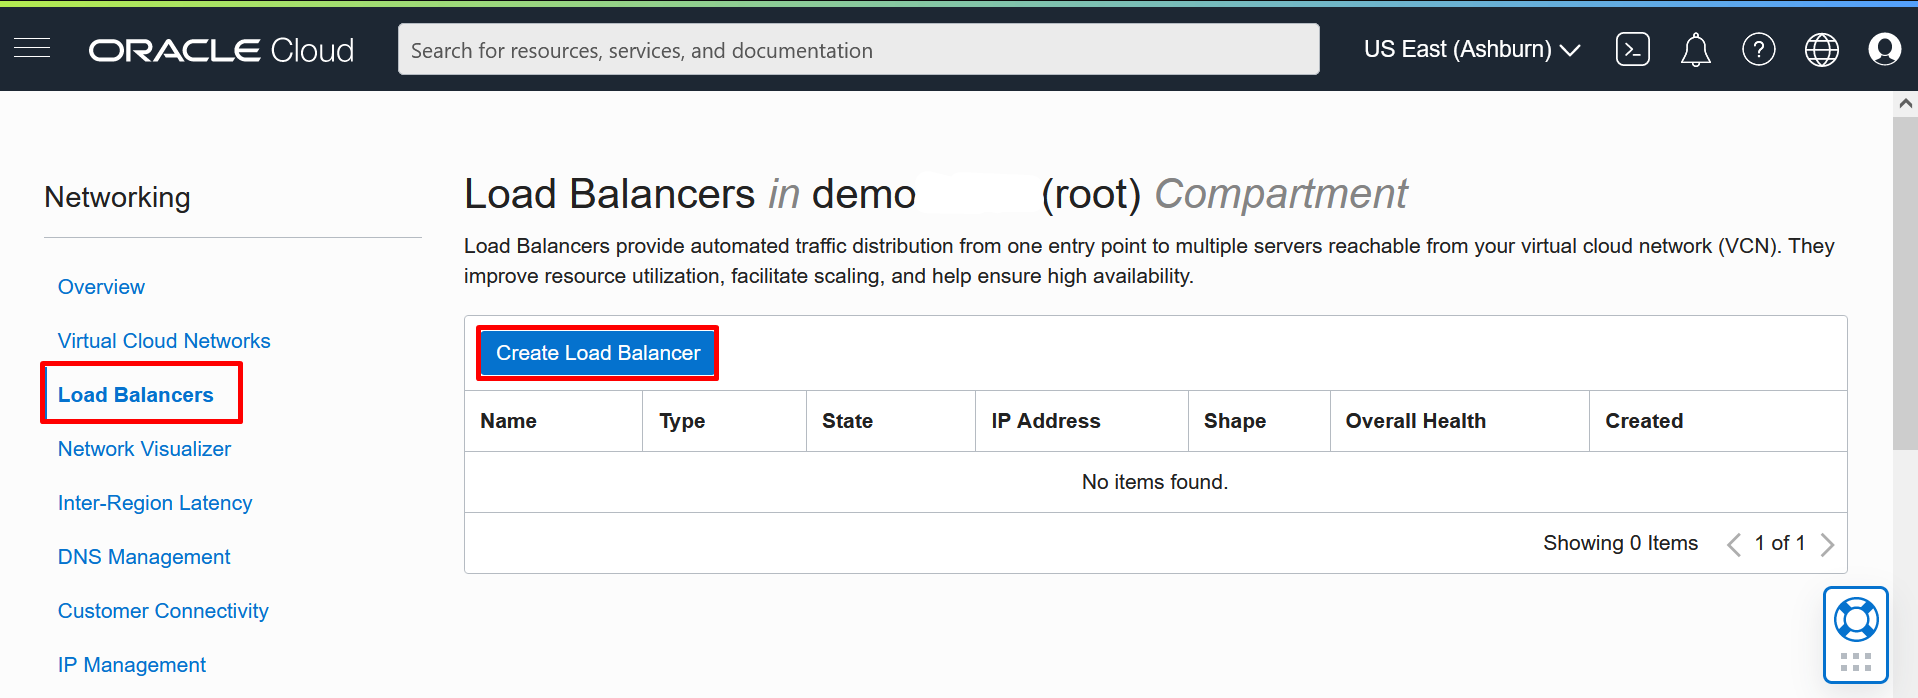 ORACLE Cloud
Search for resources, services, and documentation
US East (Ashburn)
Networking
Overview
Virtual Cloud Networks
Load Balancers
Network Visualizer
Inter-Region Latency
DNS Management
Customer Connectivity
IP Management
Load Balancers in demo (root) Compartment
Load Balancers provide automated traffic distribution from one entry point to multiple servers reachable from your virtual cloud network (VCN). They
improve resource utilization, facilitate scaling, and help ensure high availability.
Create Load Balancer
Name Type State IP Address Shape Overall Health Created
No items found.
Showing 0 Items 1 of 1